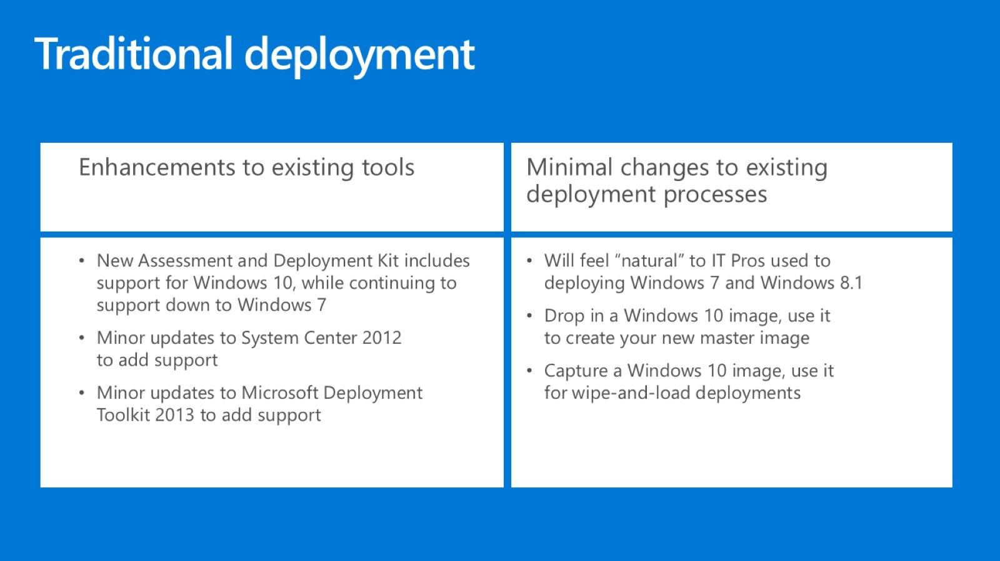 Traditional deployment
Enhancements to existing tools
• New Assessment and Deployment Kit includes
support for Windows 10, while continuing to
support down to Windows 7
• Minor updates to System Center 2012
to add support
• Minor updates to Microsoft Deployment
Toolkit 2013 to add support
Minimal changes to existing
deployment processes
• Will feel “natural” to IT Pros used to
deploying Windows 7 and Windows 8.1
• Drop in a Windows 10 image, use it
to create your new master image
• Capture a Windows 10 image, use it
for wipe-and-load deployments